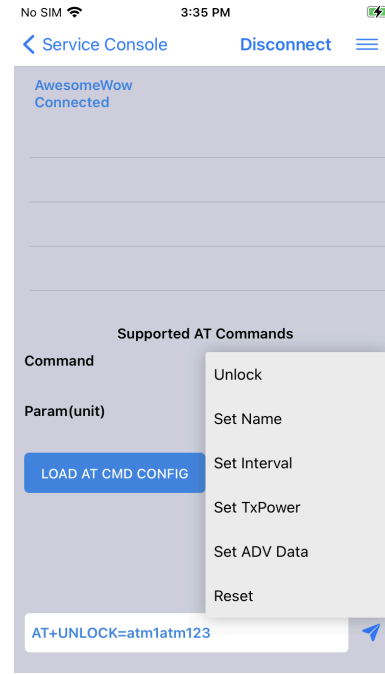 No SIM 3:35 PM
Service Console Disconnect
AwesomeWow
Connected
Supported AT Commands
Command
Param(unit)
LOAD AT CMD CONFIG
Unlock
Set Name
Set Interval
Set TxPower
Set ADV Data
Reset
AT+UNLOCK=atm1atm123